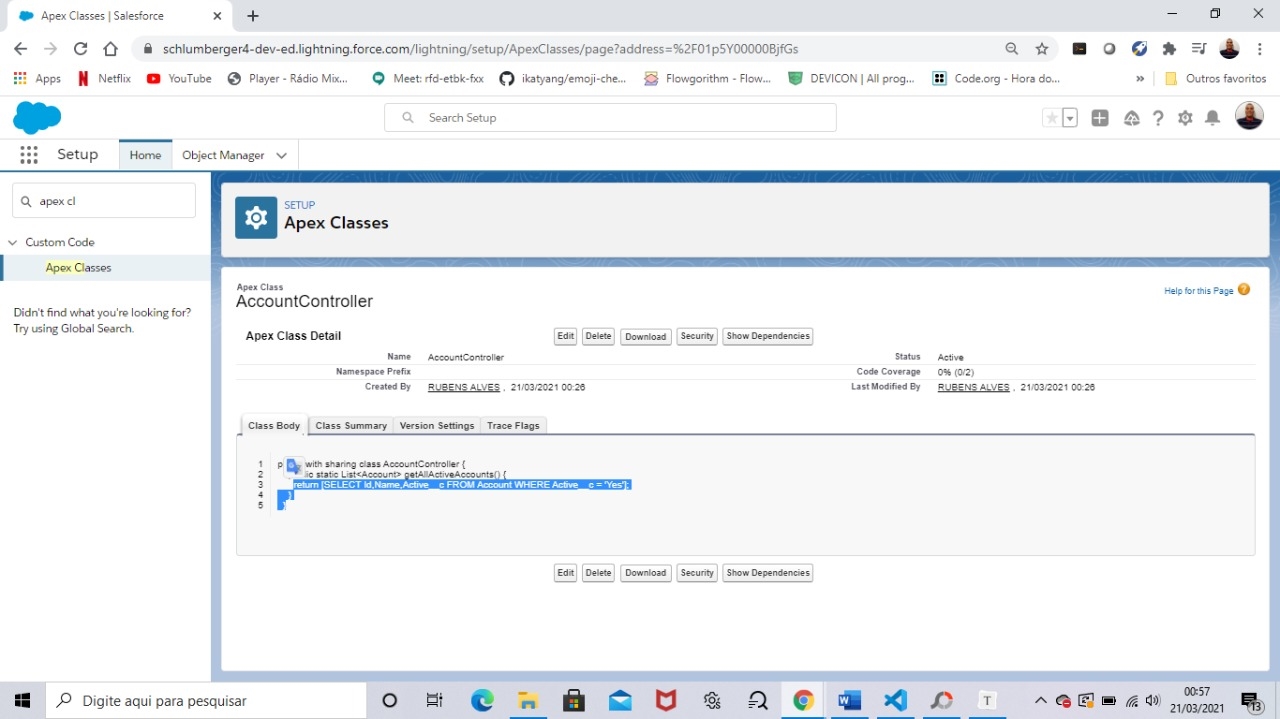 Apex Classes | Salesforce
schlumberger4-dev-ed.lightning.force.com/lightning/setup/ApexClasses/page?address=%2F01p5Y00000BjfGs
Apps Netflix YouTube Player - Rádio Mix... Meet: rfd-etbk-fxx ikatyang/emoji-che... Flowgorithm - Flow... DEVICON | All prog... Code.org - Hora do... » Outros favoritos
Search Setup
Setup Home Object Manager
apex cl
SETUP
Apex Classes
Custom Code
Apex Classes
Didn't find what you're looking for?
Try using Global Search.
Apex Class
AccountController
Help for this Page
Apex Class Detail Edit Delete Download Security Show Dependencies
Name AccountController Status Active
Namespace Prefix Code Coverage 0% (0/2)
Created By RUBENS ALVES , 21/03/2021 00:26 Last Modified By RUBENS ALVES , 21/03/2021 00:26
Class Body Class Summary Version Settings Trace Flags
1 p with sharing class AccountController {
2 ic static List<Account> getAllActiveAccounts() {
3 return [SELECT Id,Name,Active__c FROM Account WHERE Active__c = 'Yes'];
4 }
5 }
Edit Delete Download Security Show Dependencies
Digite aqui para pesquisar
00:57
21/03/2021
13